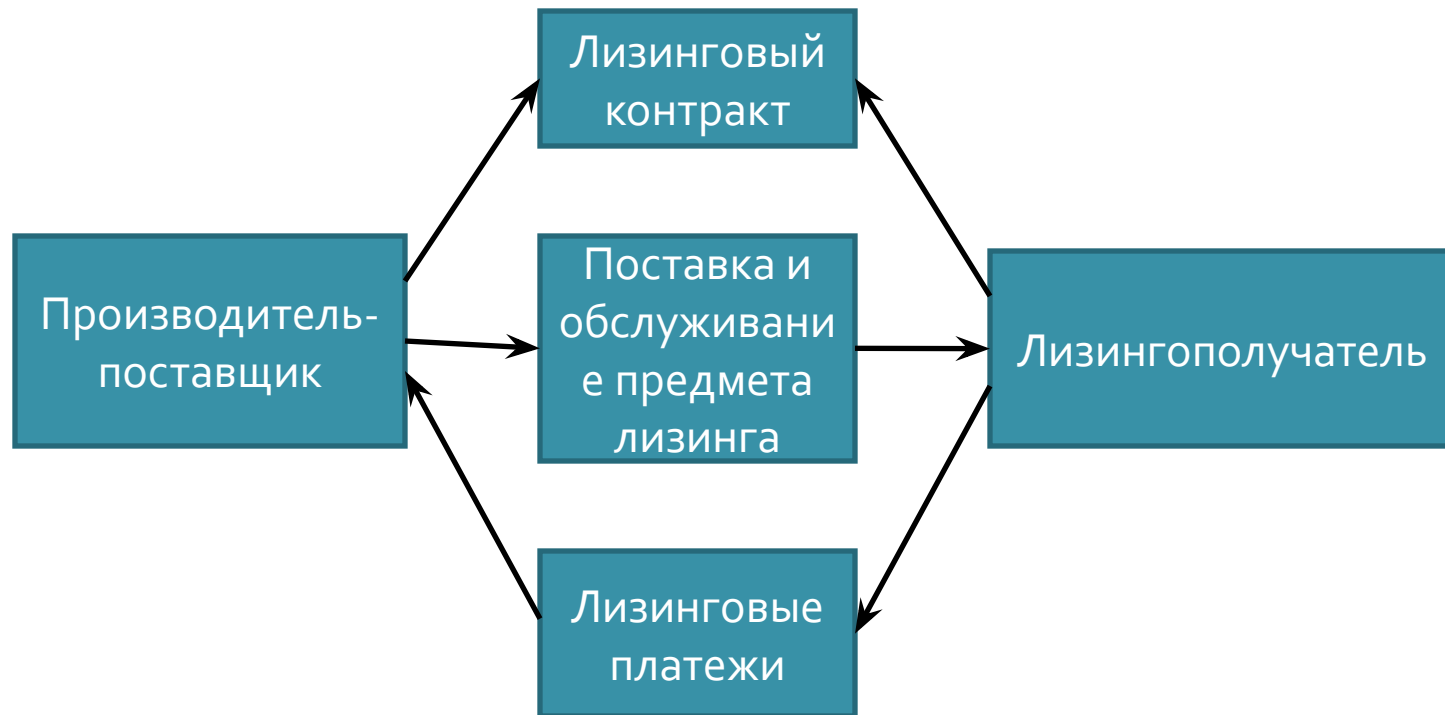 Лизинговый
контракт
Производитель-
поставщик
Поставка и
обслуживани
е предмета
лизинга
Лизингополучатель
Лизинговые
платежи